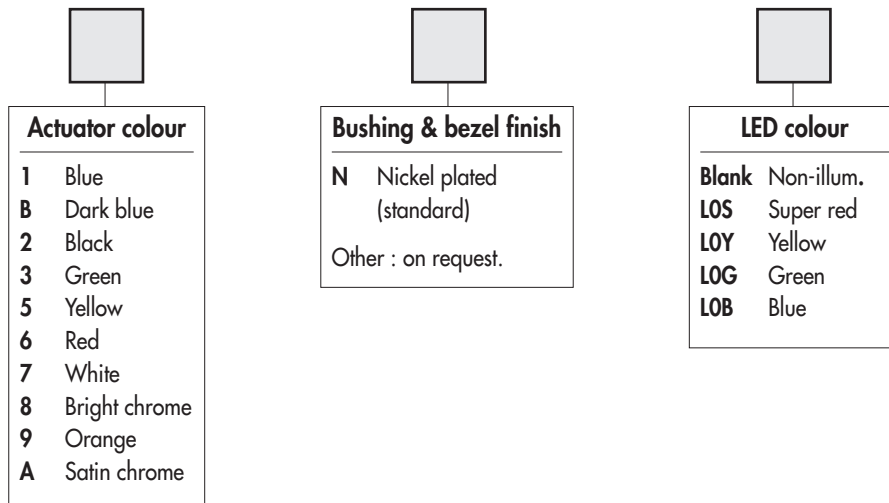 Actuator colour
1 Blue
B Dark blue
2 Black
3 Green
5 Yellow
6 Red
7 White
8 Bright chrome
9 Orange
A Satin chrome
Bushing & bezel finish
N Nickel plated
(standard)
Other : on request.
LED colour
Blank Non-illum.
L0S Super red
L0Y Yellow
L0G Green
L0B Blue